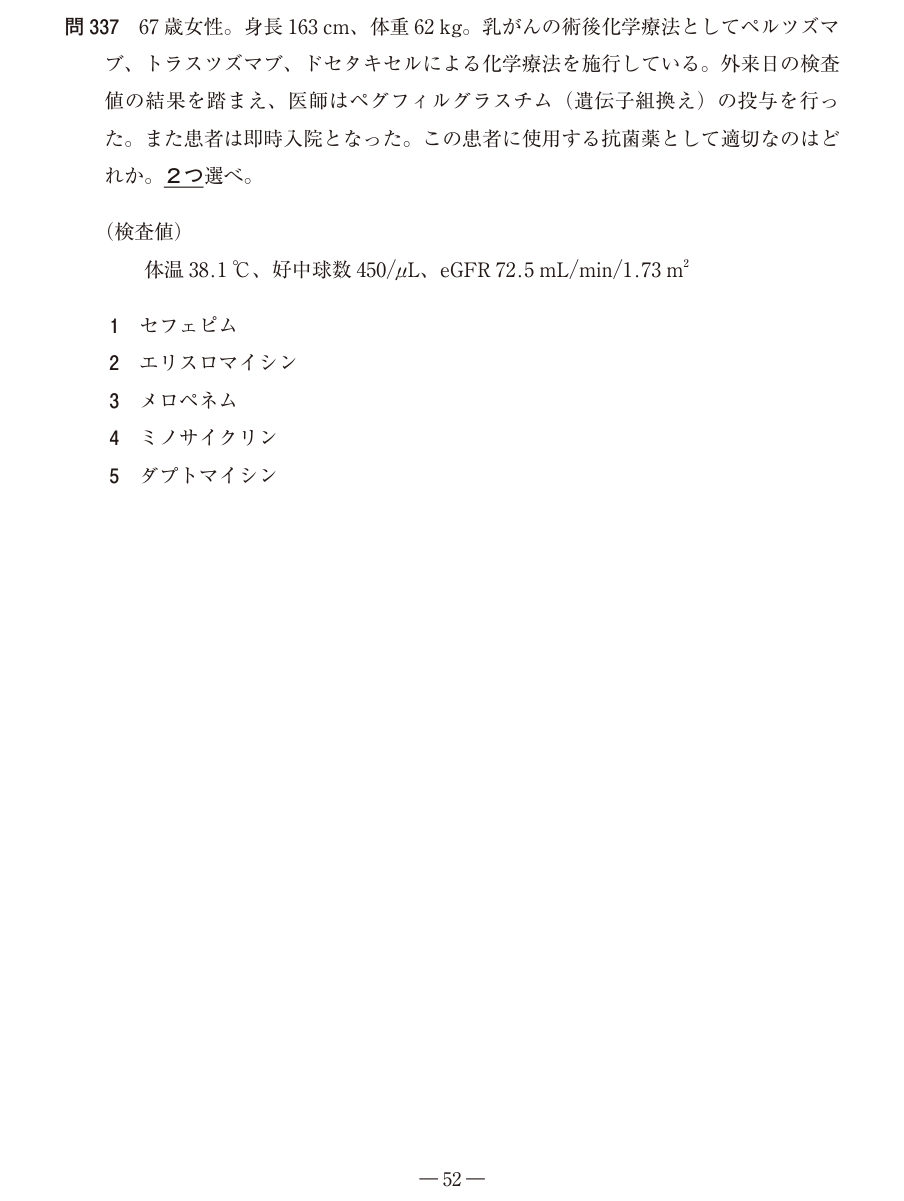 問 337　67 歳女性。身長 163 cm、体重 62 kg。乳がんの術後化学療法としてペルツズマ
ブ、トラスツズマブ、ドセタキセルによる化学療法を施行している。外来日の検査
値の結果を踏まえ、医師はペグフィルグラスチム（遺伝子組換え）の投与を行っ
た。また患者は即時入院となった。この患者に使用する抗菌薬として適切なのはど
れか。２つ選べ。
（検査値）
体温 38.1 ℃、好中球数 450/μL、eGFR 72.5 mL/min/1.73 m²
1　セフェピム
2　エリスロマイシン
3　メロペネム
4　ミノサイクリン
5　ダプトマイシン
— 52 —